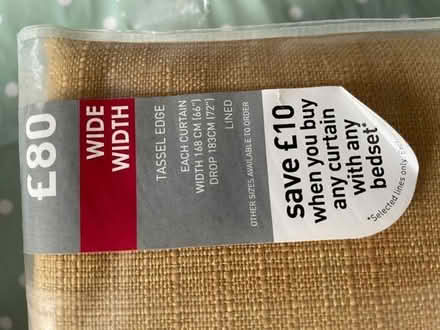 £80
WIDE
WIDTH
TASSEL EDGE
EACH CURTAIN
WIDTH 168 CM (66")
DROP 183CM (72")
LINED
OTHER SIZES AVAILABLE TO ORDER
save £10
when you buy
any curtain
with any
bedset*
*Selected lines only